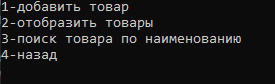 1-добавить товар
2-отобразить товары
3-поиск товара по наименованию
4-назад